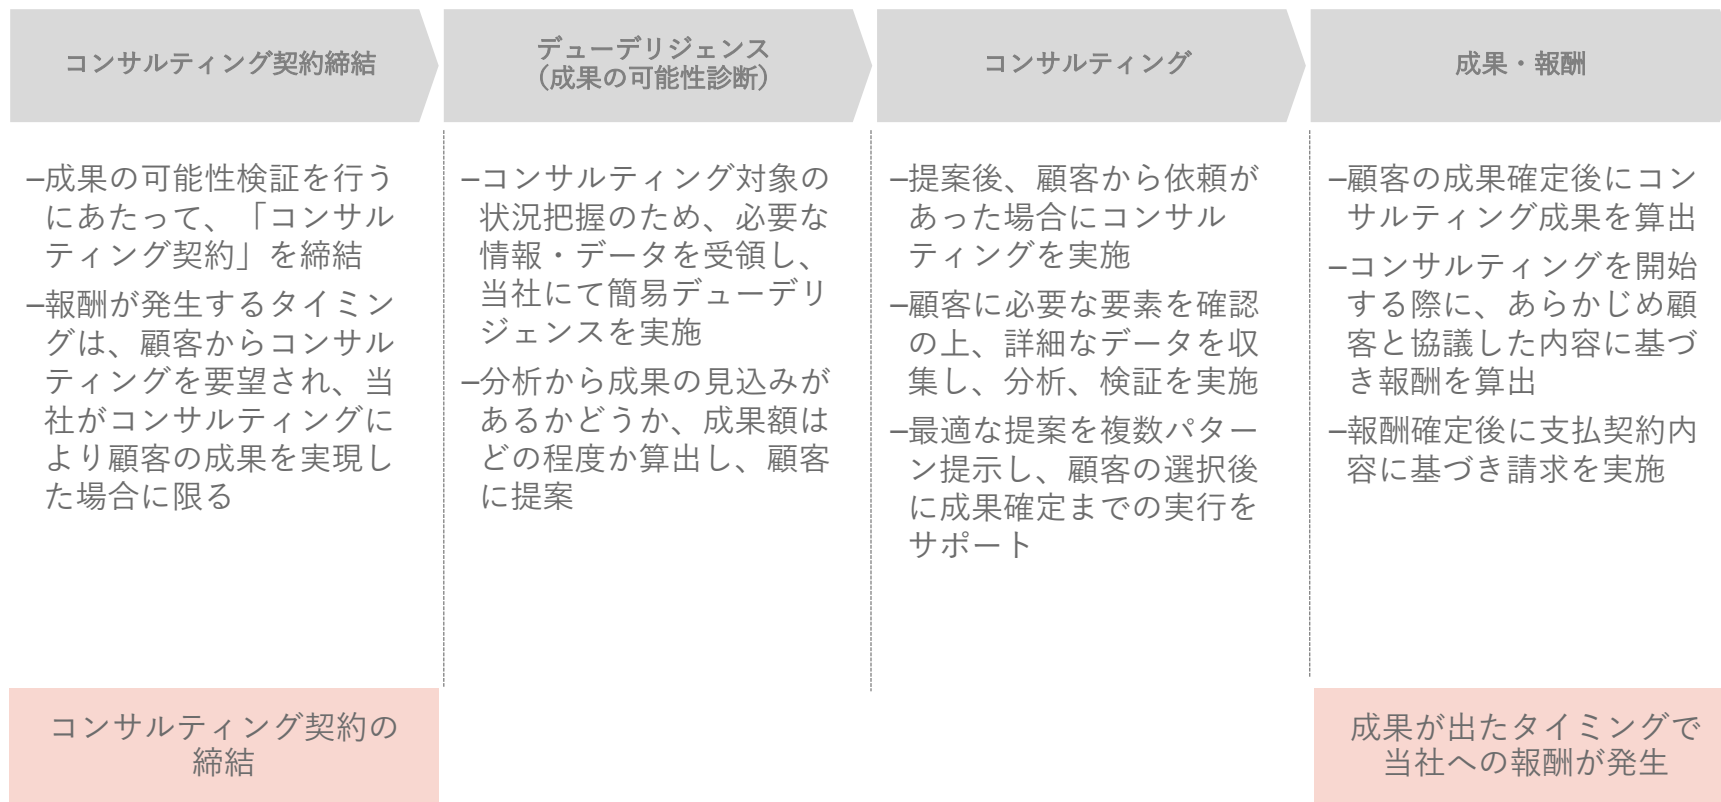 コンサルティング契約締結
デューデリジェンス
（成果の可能性診断）
コンサルティング
成果・報酬
–成果の可能性検証を行う
にあたって、「コンサル
ティング契約」を締結
–報酬が発生するタイミン
グは、顧客からコンサル
ティングを要望され、当
社がコンサルティングに
より顧客の成果を実現し
た場合に限る
–コンサルティング対象の
状況把握のため、必要な
情報・データを受領し、
当社にて簡易デューデリ
ジェンスを実施
–分析から成果の見込みが
あるかどうか、成果額は
どの程度か算出し、顧客
に提案
–提案後、顧客から依頼が
あった場合にコンサル
ティングを実施
–顧客に必要な要素を確認
の上、詳細なデータを収
集し、分析、検証を実施
–最適な提案を複数パター
ン提示し、顧客の選択後
に成果確定までの実行を
サポート
–顧客の成果確定後にコン
サルティング成果を算出
–コンサルティングを開始
する際に、あらかじめ顧
客と協議した内容に基づ
き報酬を算出
–報酬確定後に支払契約内
容に基づき請求を実施
コンサルティング契約の
締結
成果が出たタイミングで
当社への報酬が発生